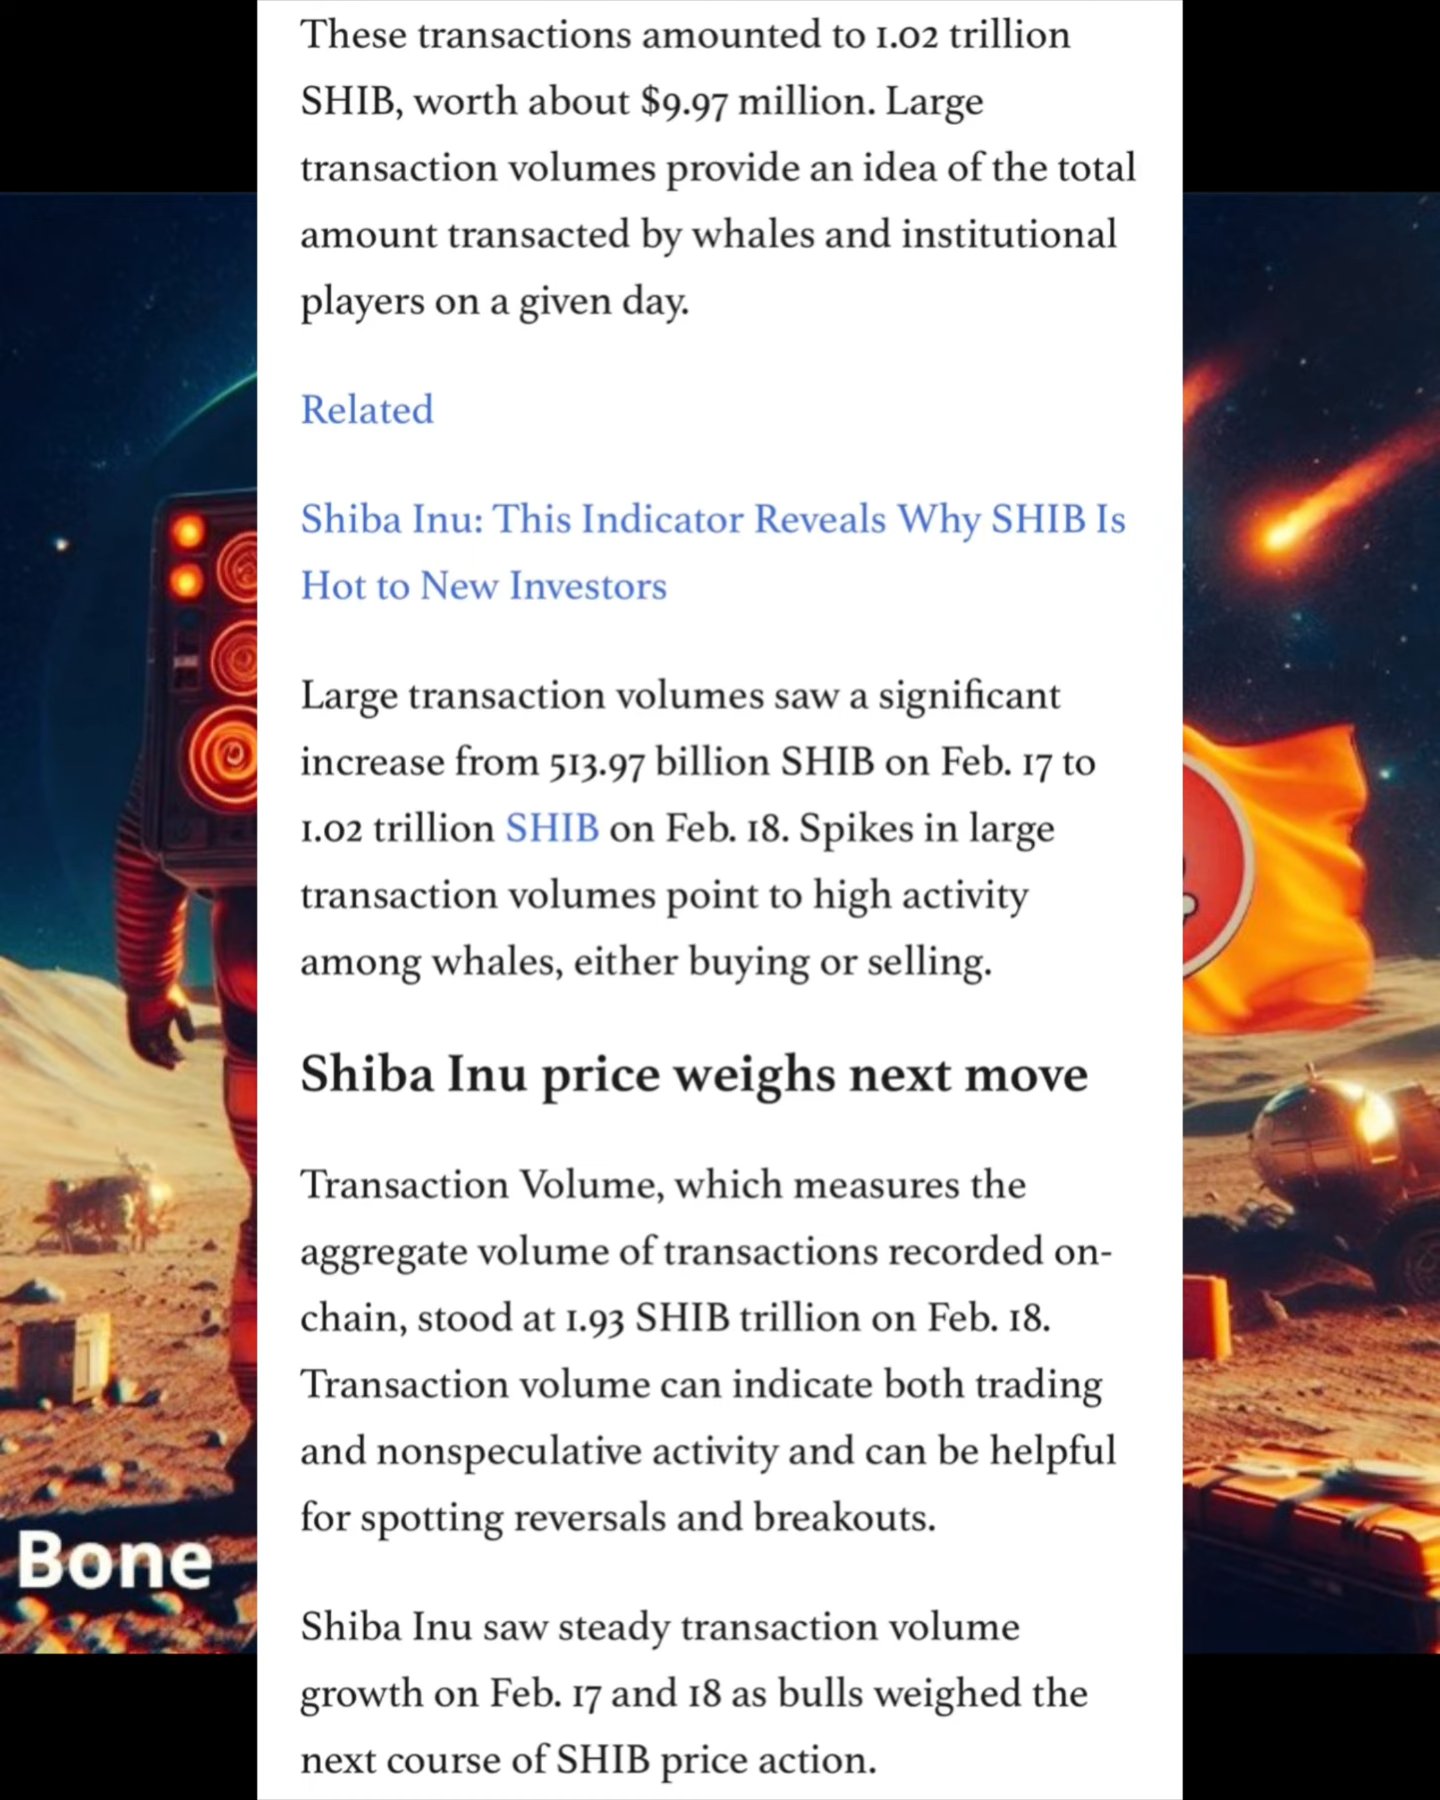 These transactions amounted to 1.02 trillion
SHIB, worth about $9.97 million. Large
transaction volumes provide an idea of the total
amount transacted by whales and institutional
players on a given day.
Related
Shiba Inu: This Indicator Reveals Why SHIB Is
Hot to New Investors
Large transaction volumes saw a significant
increase from 513.97 billion SHIB on Feb. 17 to
1.02 trillion SHIB on Feb. 18. Spikes in large
transaction volumes point to high activity
among whales, either buying or selling.
Shiba Inu price weighs next move
Transaction Volume, which measures the
aggregate volume of transactions recorded on-
chain, stood at 1.93 SHIB trillion on Feb. 18.
Transaction volume can indicate both trading
and nonspeculative activity and can be helpful
for spotting reversals and breakouts.
Bone
Shiba Inu saw steady transaction volume
growth on Feb. 17 and 18 as bulls weighed the
next course of SHIB price action.